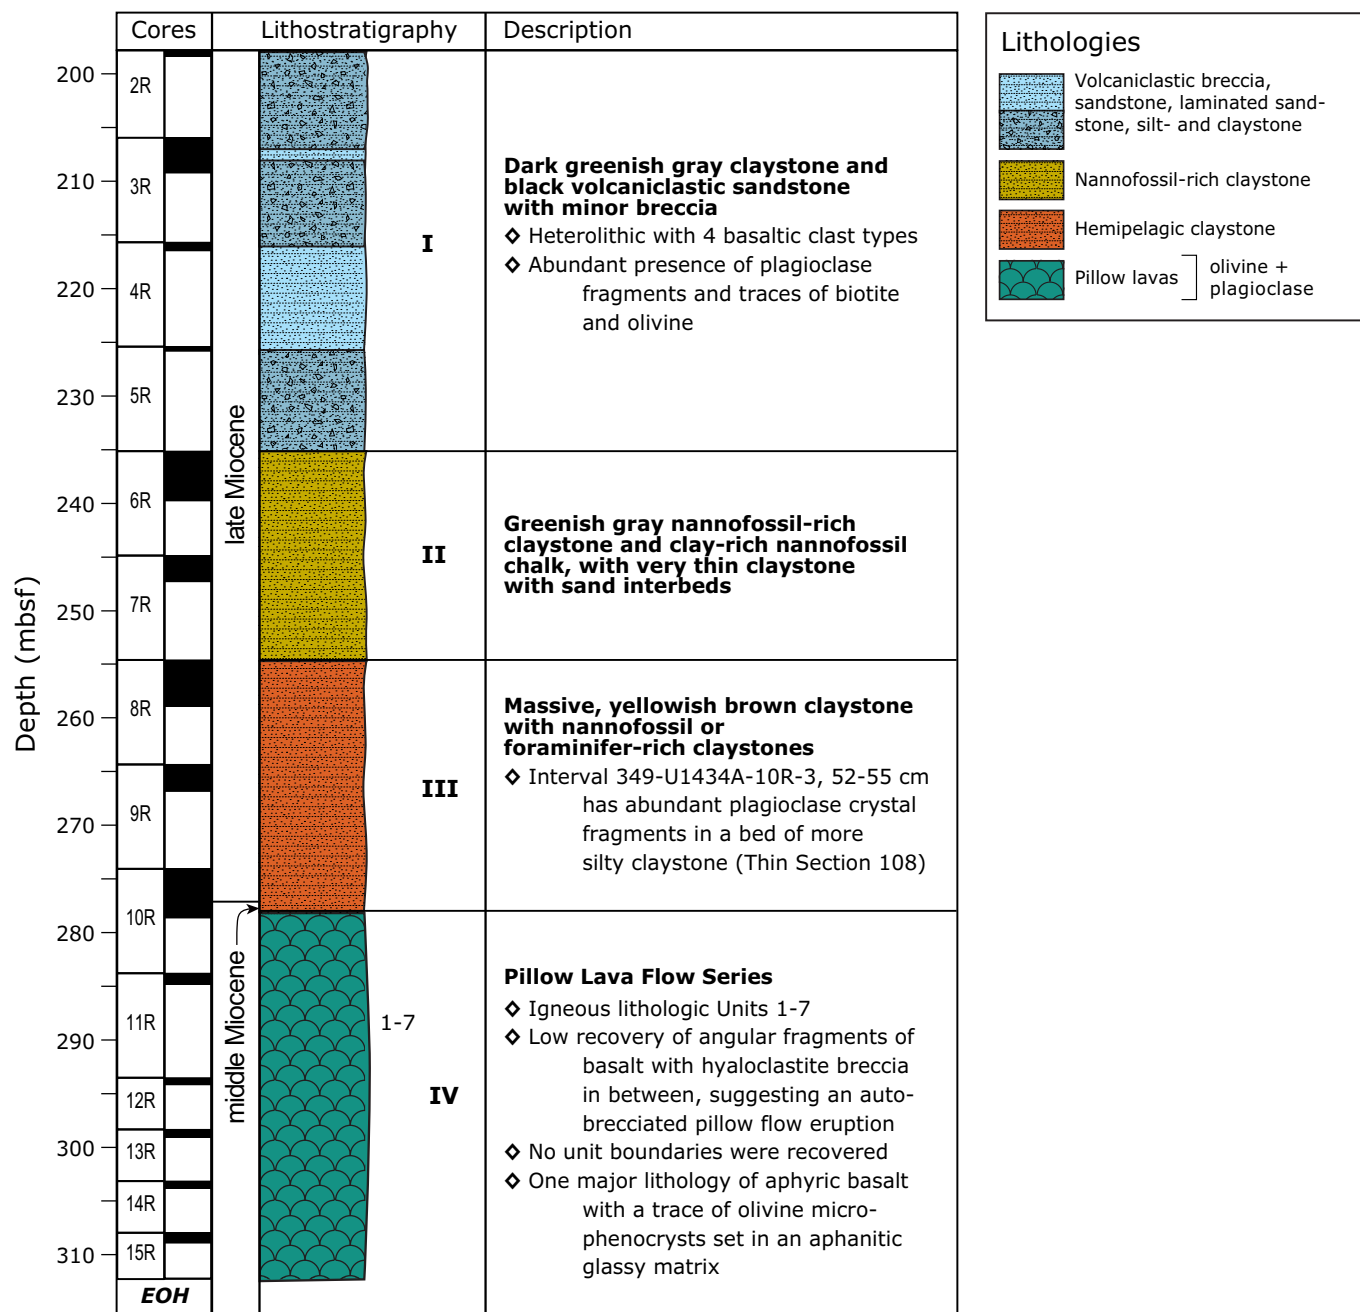 Cores
Lithostratigraphy
Description
Depth (mbsf)
200
210
220
230
240
250
260
270
280
290
300
310
2R
3R
4R
5R
6R
7R
8R
9R
10R
11R
12R
13R
14R
15R
EOH
late Miocene
middle Miocene
I
II
III
IV
1-7
Dark greenish gray claystone and
black volcaniclastic sandstone
with minor breccia
Heterolithic with 4 basaltic clast types
Abundant presence of plagioclase
fragments and traces of biotite
and olivine
Greenish gray nannofossil-rich
claystone and clay-rich nannofossil
chalk, with very thin claystone
with sand interbeds
Massive, yellowish brown claystone
with nannofossil or
foraminifer-rich claystones
Interval 349-U1434A-10R-3, 52-55 cm
has abundant plagioclase crystal
fragments in a bed of more
silty claystone (Thin Section 108)
Pillow Lava Flow Series
Igneous lithologic Units 1-7
Low recovery of angular fragments of
basalt with hyaloclastite breccia
in between, suggesting an auto-
brecciated pillow flow eruption
No unit boundaries were recovered
One major lithology of aphyric basalt
with a trace of olivine micro-
phenocrysts set in an aphanitic
glassy matrix
Lithologies
Volcaniclastic breccia,
sandstone, laminated sand-
stone, silt- and claystone
Nannofossil-rich claystone
Hemipelagic claystone
Pillow lavas
olivine +
plagioclase